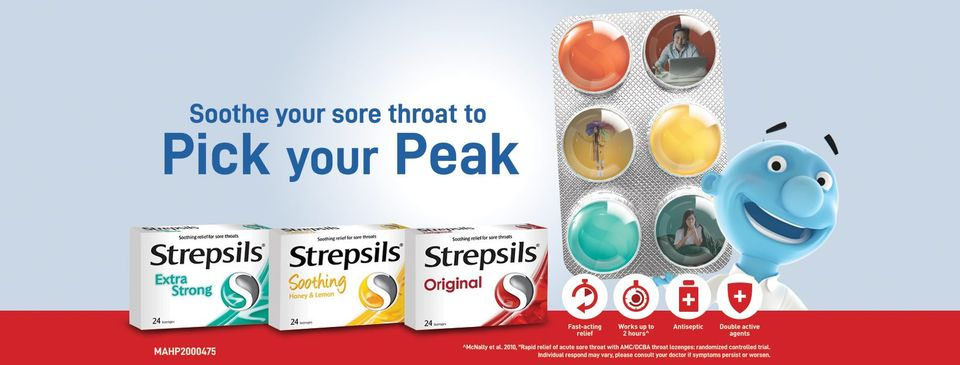 Soothe your sore throat to
Pick your Peak
Soothing relief for sore throats
Strepsils®
Extra
Strong
24 lozenges
Soothing relief for sore throats
Strepsils®
Soothing
Honey & Lemon
24 lozenges
Soothing relief for sore throats
Strepsils®
Original
24 lozenges
Fast-acting
relief
Works up to
2 hours^
Antiseptic
Double active
agents
MAHP2000475
^McNally et al. 2010, "Rapid relief of acute sore throat with AMC/DCBA throat lozenges: randomized controlled trial.
Individual respond may vary, please consult your doctor if symptoms persist or worsen.